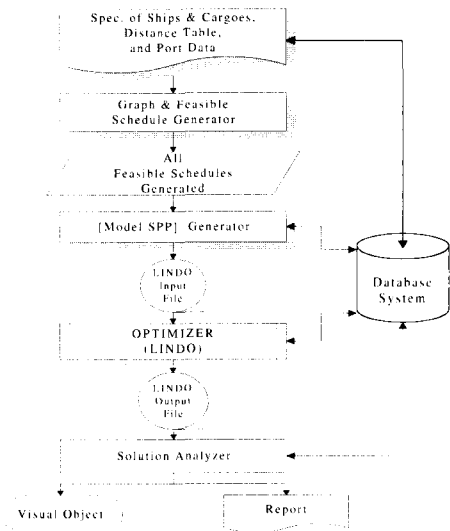 Spec. of Ships & Cargoes,
Distance Table,
and Port Data
Graph & Feasible
Schedule Generator
All
Feasible Schedules
Generated
[Model SPP] Generator
LINDO
Input
File
Database
System
OPTIMIZER
(LINDO)
LINDO
Output
File
Solution Analyzer
Visual Object
Report